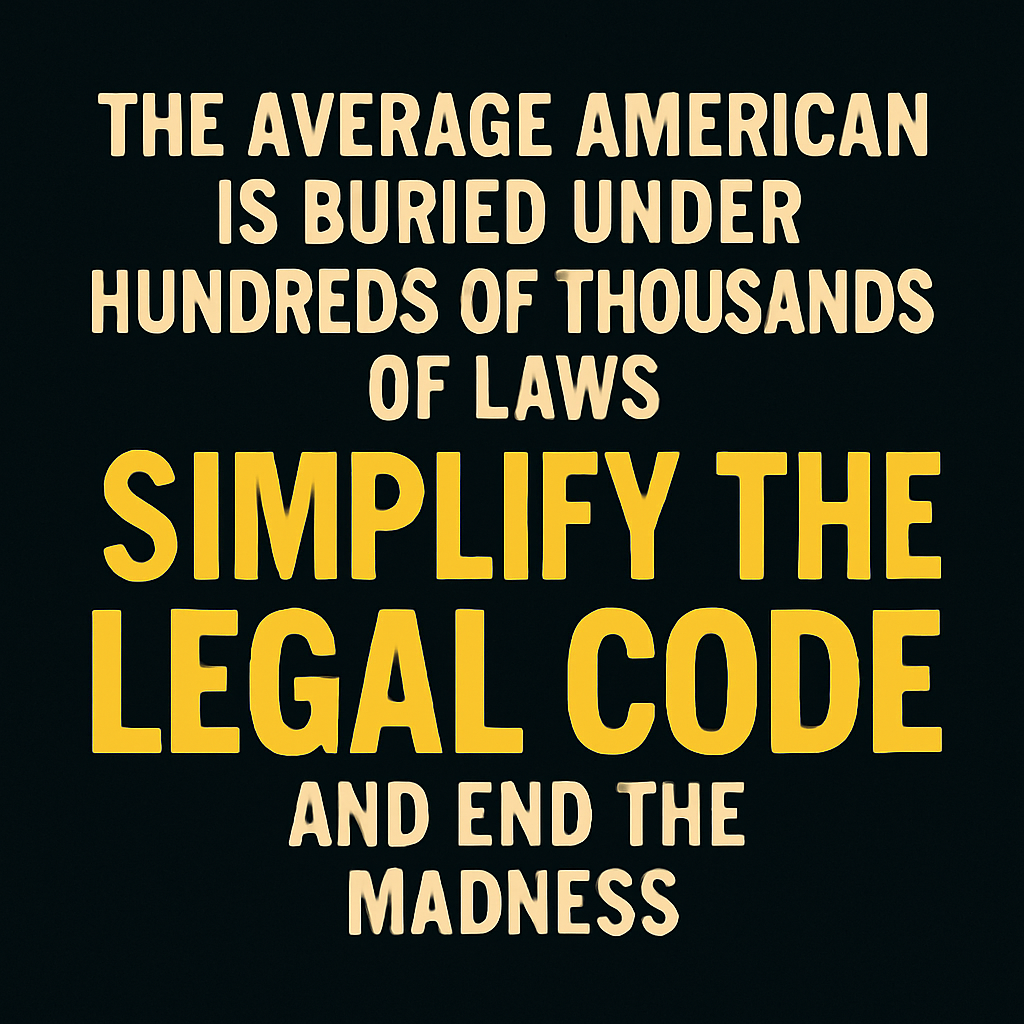 THE AVERAGE AMERICAN
IS BURIED UNDER
HUNDREDS OF THOUSANDS
OF LAWS
SIMPLIFY THE
LEGAL CODE
AND END THE
MADNESS